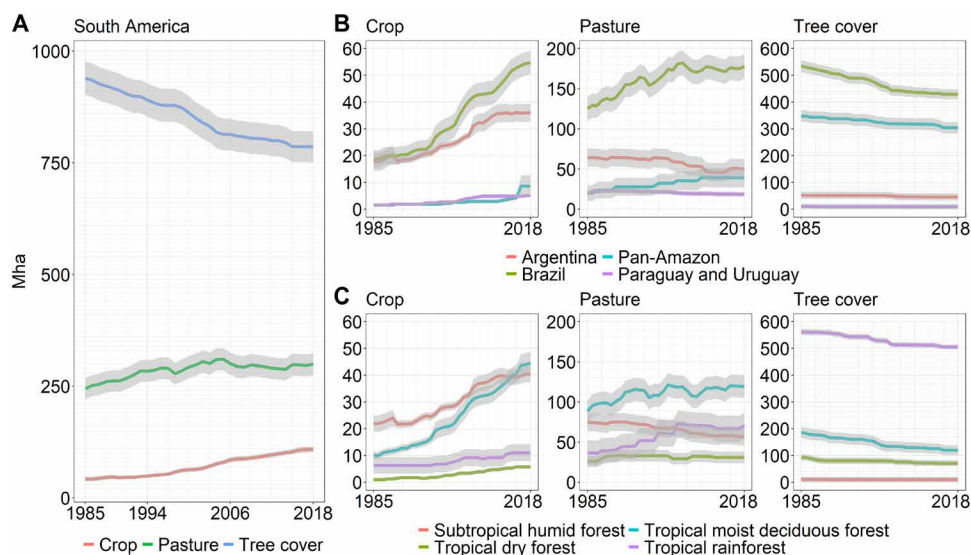 A
South America
1000
750
500
250
0
Mha
1985
1994
2006
2018
Crop
Pasture
Tree cover
B
Crop
60
50
40
30
20
10
0
1985
2018
Pasture
200
150
100
50
0
1985
2018
Tree cover
600
500
400
300
200
100
0
1985
2018
Argentina
Pan-Amazon
Brazil
Paraguay and Uruguay
C
Crop
60
50
40
30
20
10
0
1985
2018
Pasture
200
150
100
50
0
1985
2018
Tree cover
600
500
400
300
200
100
0
1985
2018
Subtropical humid forest
Tropical moist deciduous forest
Tropical dry forest
Tropical rainforest